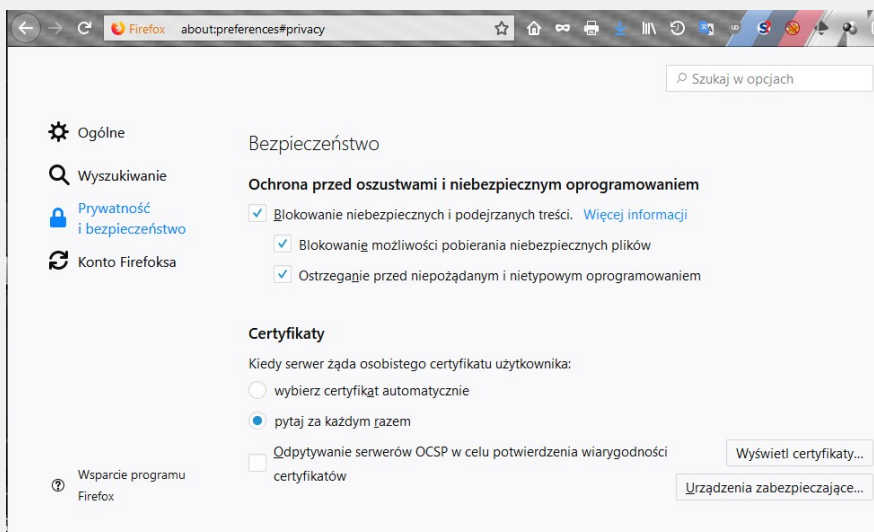 Firefox about:preferences#privacy
Szukaj w opcjach
Ogólne
Wyszukiwanie
Prywatność
i bezpieczeństwo
Konto Firefoksa
Bezpieczeństwo
Ochrona przed oszustwami i niebezpiecznym oprogramowaniem
Blokowanie niebezpiecznych i podejrzanych treści. Więcej informacji
Blokowanie możliwości pobierania niebezpiecznych plików
Ostrzeganie przed niepożądanym i nietypowym oprogramowaniem
Certyfikaty
Kiedy serwer żąda osobistego certyfikatu użytkownika:
wybierz certyfikat automatycznie
pytaj za każdym razem
Odpytywanie serwerów OCSP w celu potwierdzenia wiarygodności
certyfikatów
Wyświetl certyfikaty...
Urządzenia zabezpieczające...
Wsparcie programu
Firefox